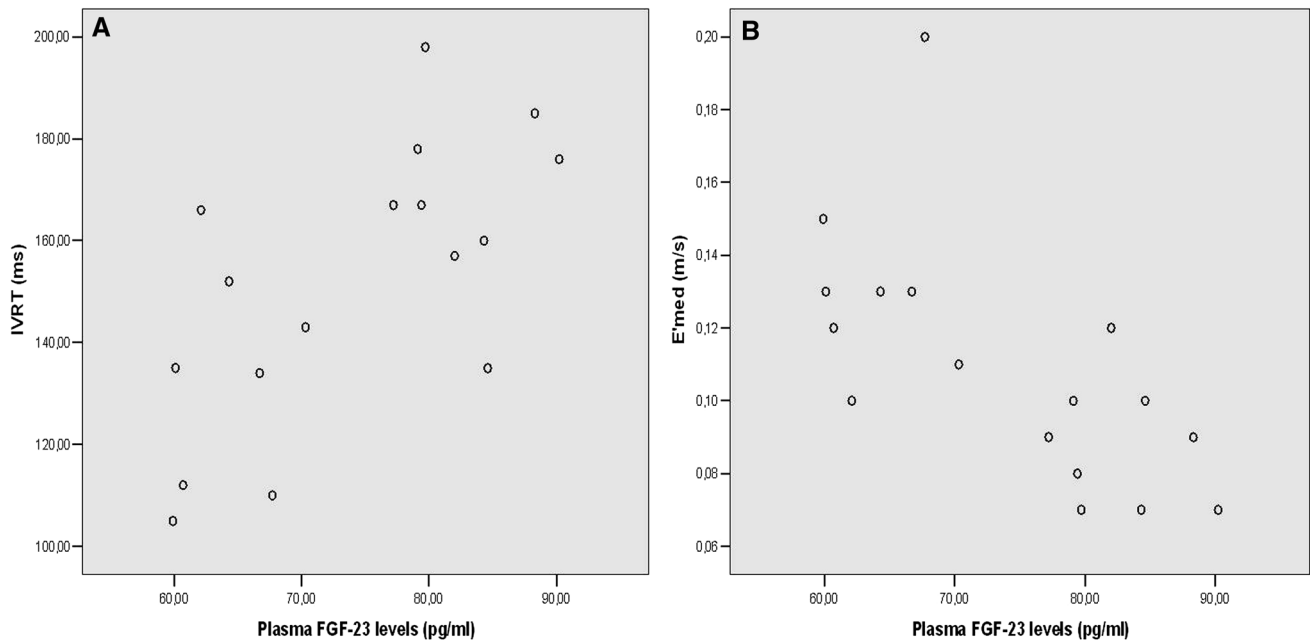 A
200,00
180,00
160,00
140,00
120,00
100,00
IVRT (ms)
60,00 70,00 80,00 90,00
Plasma FGF-23 levels (pg/ml)
B
0,20
0,18
0,16
0,14
0,12
0,10
0,08
0,06
E'med (m/s)
60,00 70,00 80,00 90,00
Plasma FGF-23 levels (pg/ml)